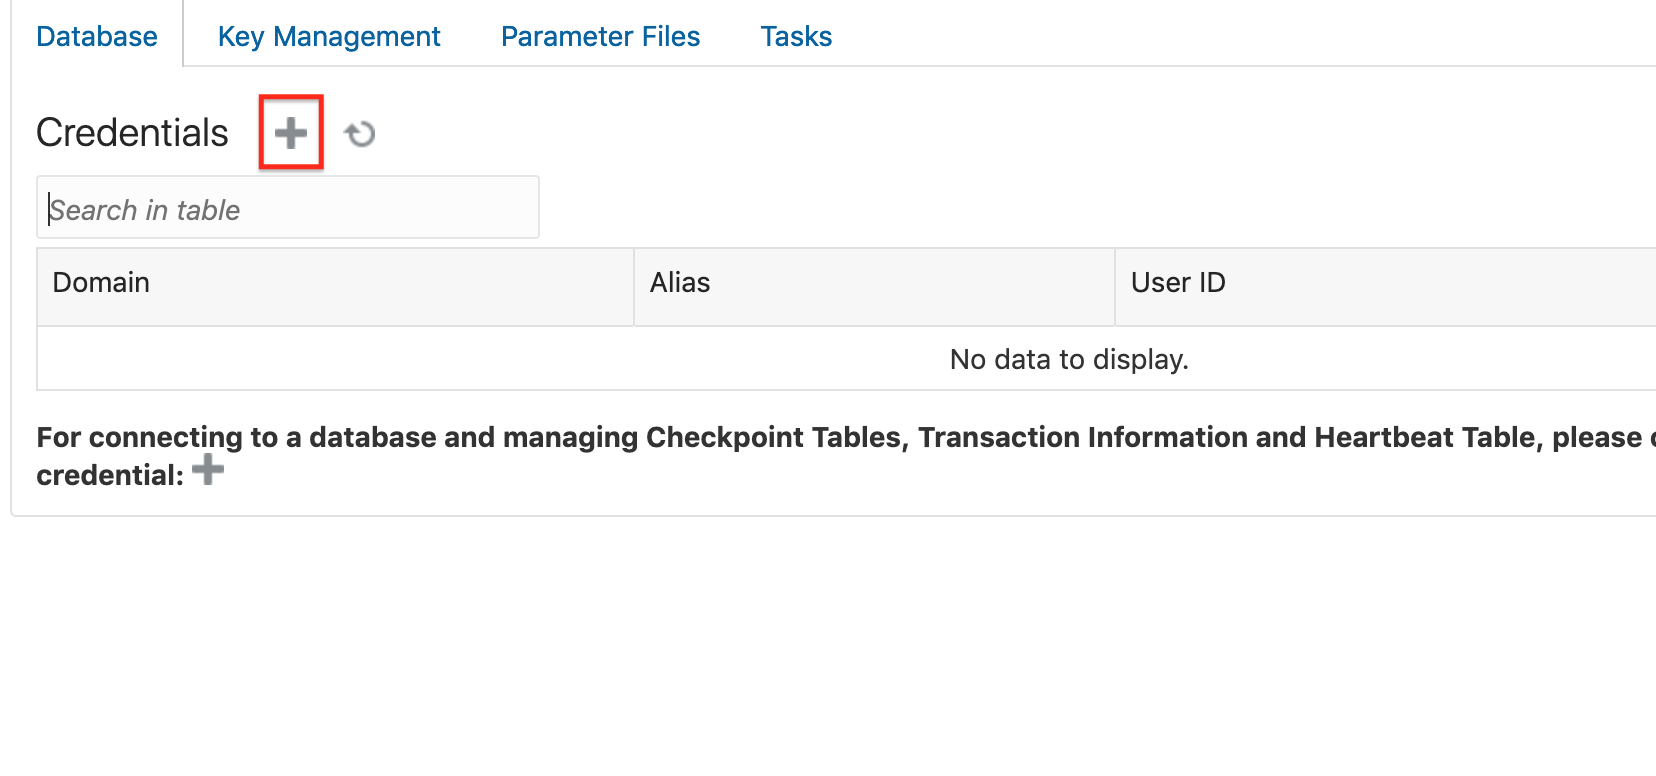 Database Key Management Parameter Files Tasks
Credentials
Search in table
Domain Alias User ID
No data to display.
For connecting to a database and managing Checkpoint Tables, Transaction Information and Heartbeat Table, please
credential: